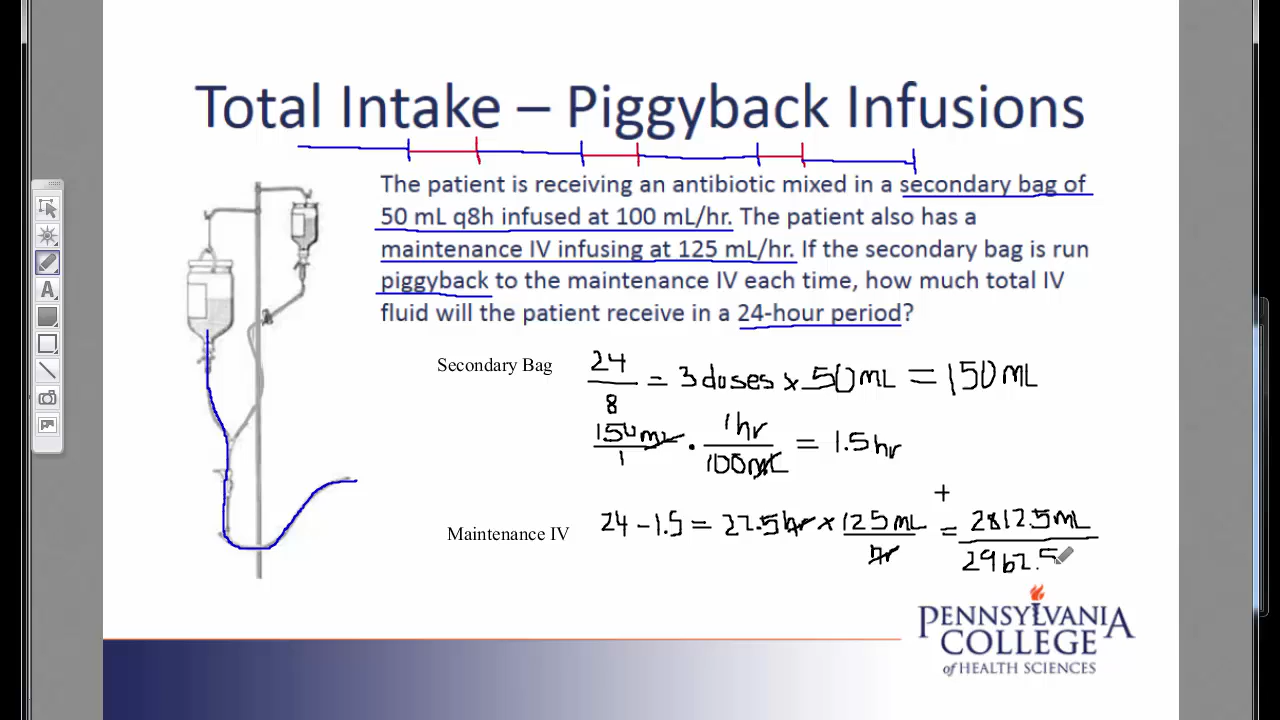 Total Intake – Piggyback Infusions
The patient is receiving an antibiotic mixed in a secondary bag of
50 mL q8h infused at 100 mL/hr. The patient also has a
maintenance IV infusing at 125 mL/hr. If the secondary bag is run
piggyback to the maintenance IV each time, how much total IV
fluid will the patient receive in a 24-hour period?
Secondary Bag 24/8 = 3 doses × 50 mL = 150 mL
150 mL/1 · 1 hr/100 mL = 1.5 hr
+
Maintenance IV 24 – 1.5 = 22.5 hr × 125 mL/hr = 2812.5 mL
2962.5
A
PENNSYLVANIA
COLLEGE
of HEALTH SCIENCES